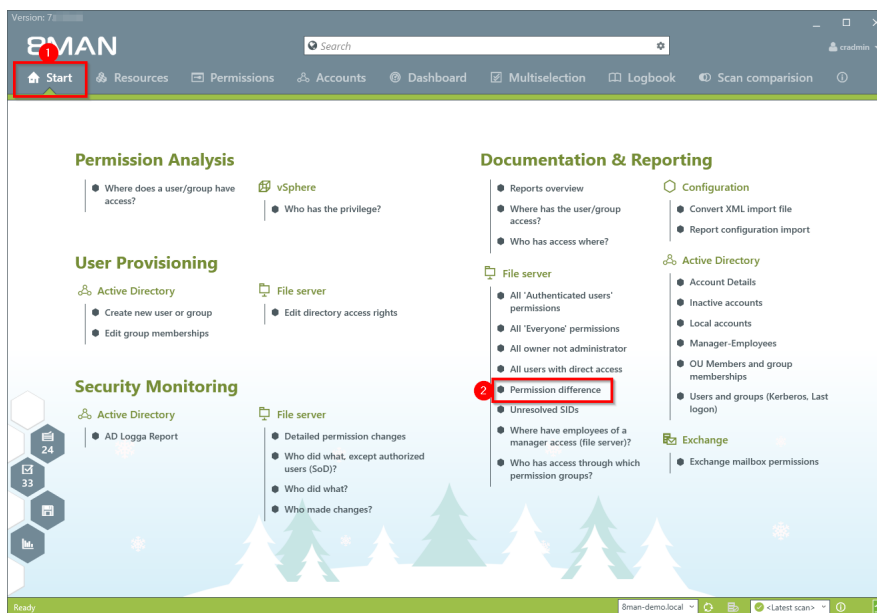 Version: 7
8MAN
Search
cradmin
1
Start
Resources
Permissions
Accounts
Dashboard
Multiselection
Logbook
Scan comparision
Permission Analysis
Where does a user/group have
access?
vSphere
Who has the privilege?
User Provisioning
Active Directory
Create new user or group
Edit group memberships
File server
Edit directory access rights
Security Monitoring
Active Directory
AD Logga Report
File server
Detailed permission changes
Who did what, except authorized
users (SoD)?
Who did what?
Who made changes?
Documentation & Reporting
Reports overview
Where has the user/group
access?
Who has access where?
File server
All 'Authenticated users'
permissions
All 'Everyone' permissions
All owner not administrator
All users with direct access
2
Permission difference
Unresolved SIDs
Where have employees of a
manager access (file server)?
Who has access through which
permission groups?
Configuration
Convert XML import file
Report configuration import
Active Directory
Account Details
Inactive accounts
Local accounts
Manager-Employees
OU Members and group
memberships
Users and groups (Kerberos, Last
logon)
Exchange
Exchange mailbox permissions
24
33
Ready
8man-demo.local
<Latest scan>